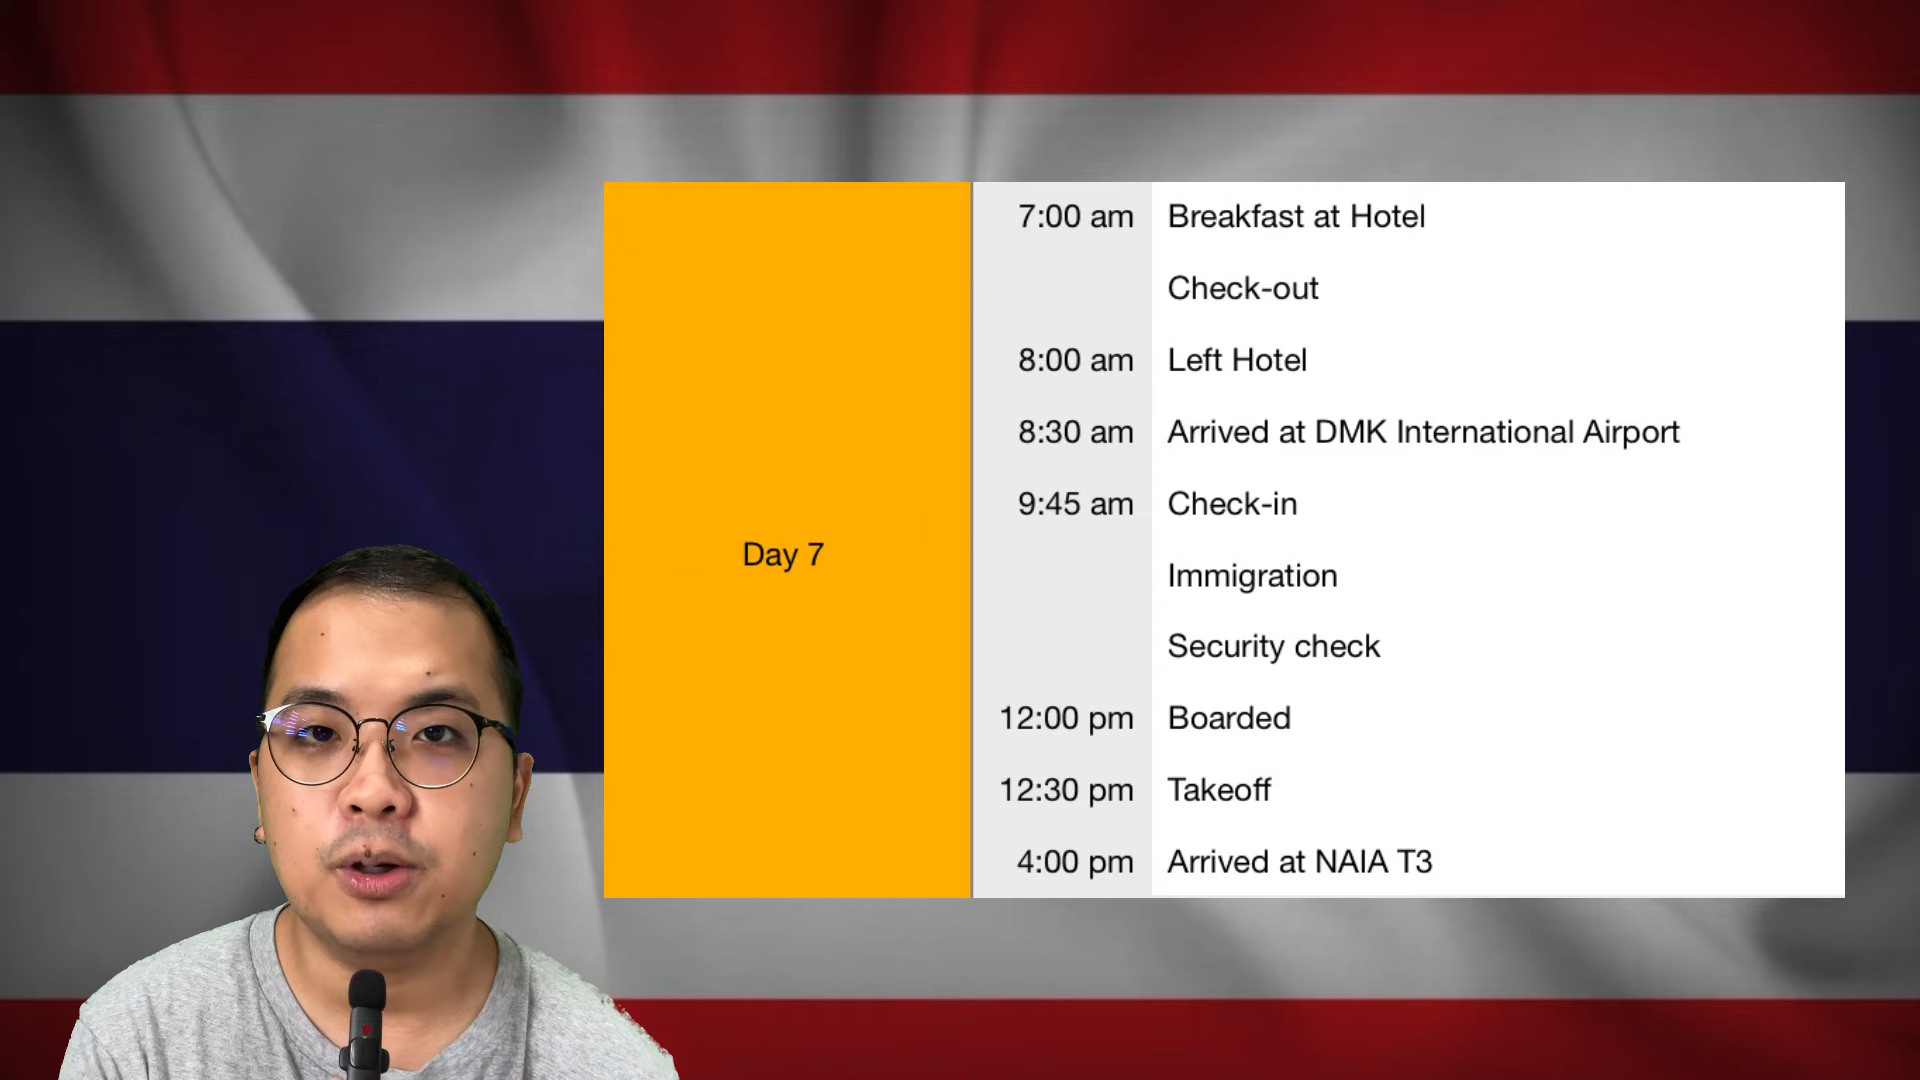 Day 7
7:00 am Breakfast at Hotel
Check-out
8:00 am Left Hotel
8:30 am Arrived at DMK International Airport
9:45 am Check-in
Immigration
Security check
12:00 pm Boarded
12:30 pm Takeoff
4:00 pm Arrived at NAIA T3